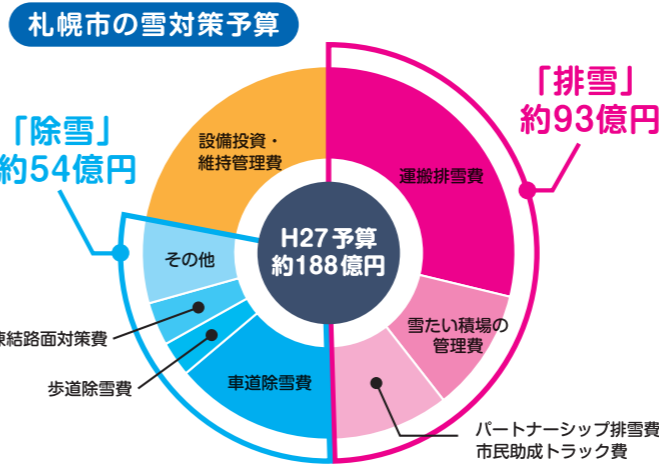 札幌市の雪対策予算
「排雪」
約93億円
「除雪」
約54億円
設備投資・
維持管理費
運搬排雪費
H27予算
約188億円
その他
雪たい積場の
管理費
結路面対策費
歩道除雪費
車道除雪費
パートナーシップ排雪費
市民助成トラック費